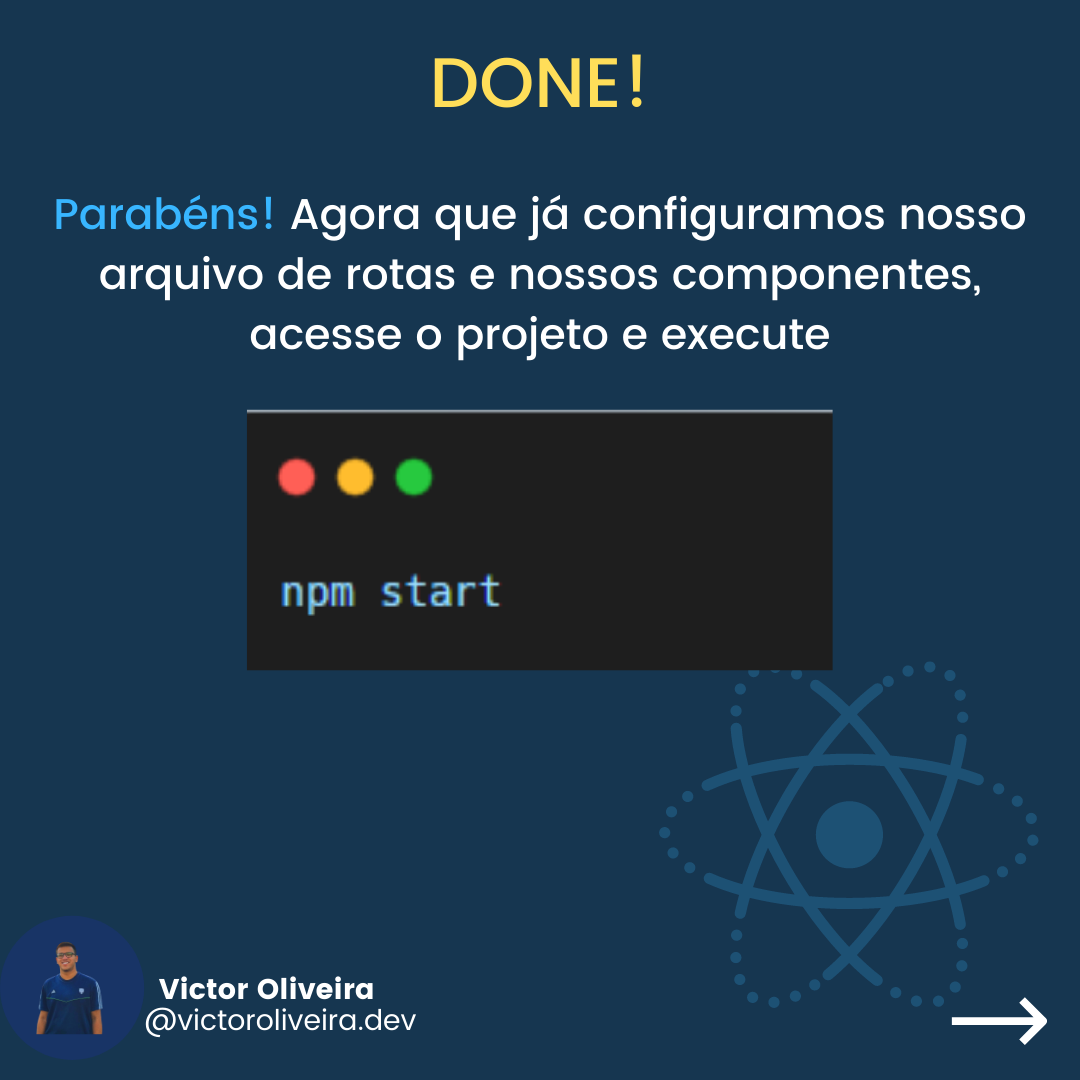 DONE!
Parabéns! Agora que já configuramos nosso
arquivo de rotas e nossos componentes,
acesse o projeto e execute
npm start
Victor Oliveira
@victoroliveira.dev